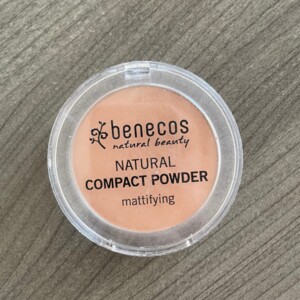 benecos
natural beauty
NATURAL
COMPACT POWDER
mattifying